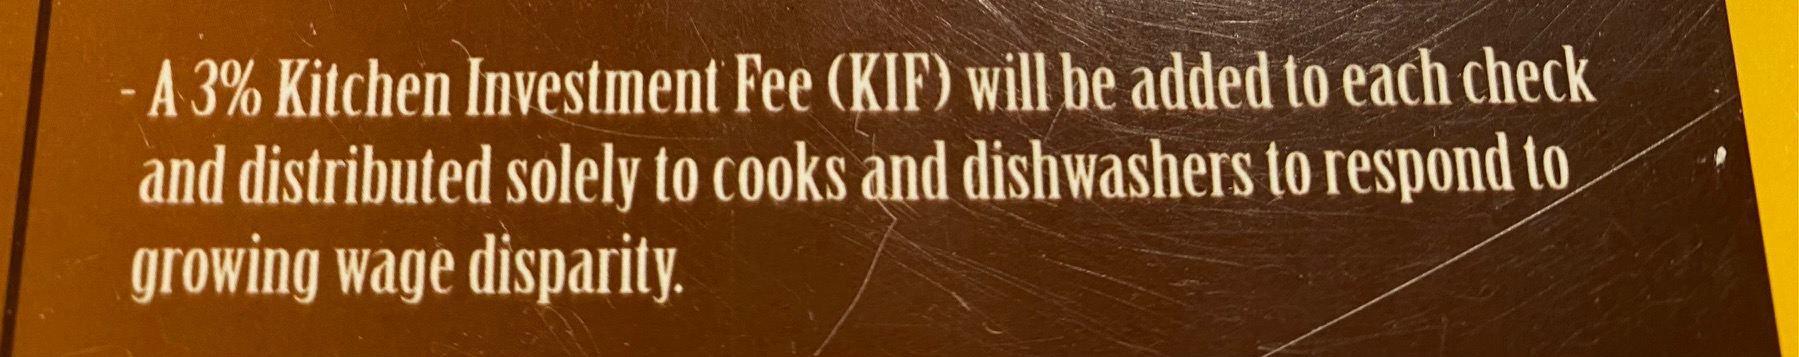 - A 3% Kitchen Investment Fee (KIF) will be added to each check
and distributed solely to cooks and dishwashers to respond to
growing wage disparity.